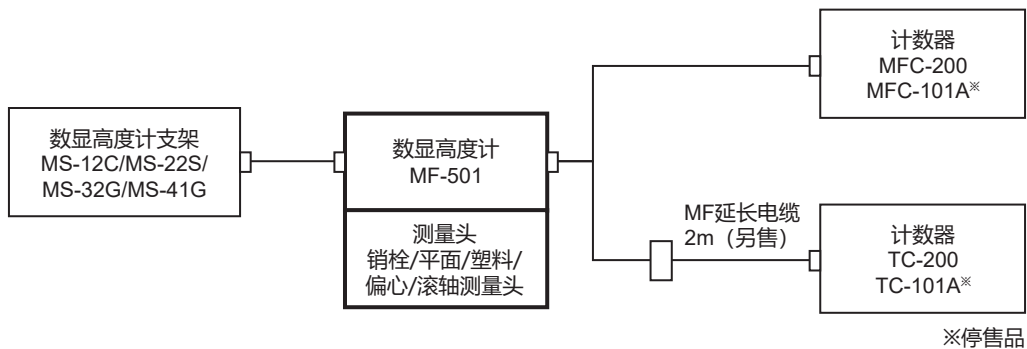 数显高度计支架
MS-12C/MS-22S/
MS-32G/MS-41G
数显高度计
MF-501
测量头
销栓/平面/塑料/
偏心/滚轴测量头
计数器
MFC-200
MFC-101A※
MF延长电缆
2m（另售）
计数器
TC-200
TC-101A※
※停售品